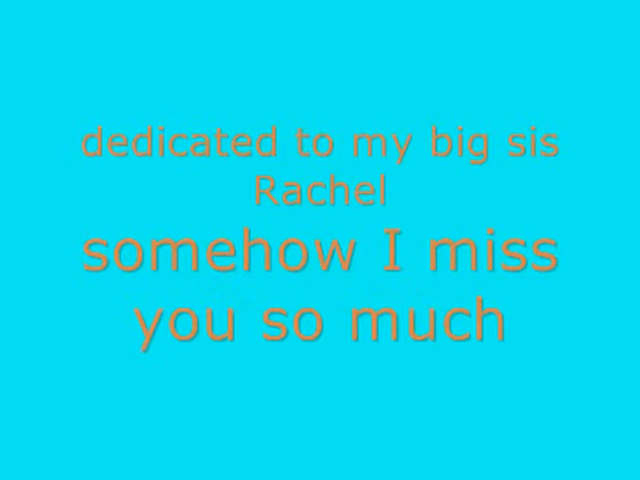 dedicated to my big sis
Rachel
somehow I miss
you so much